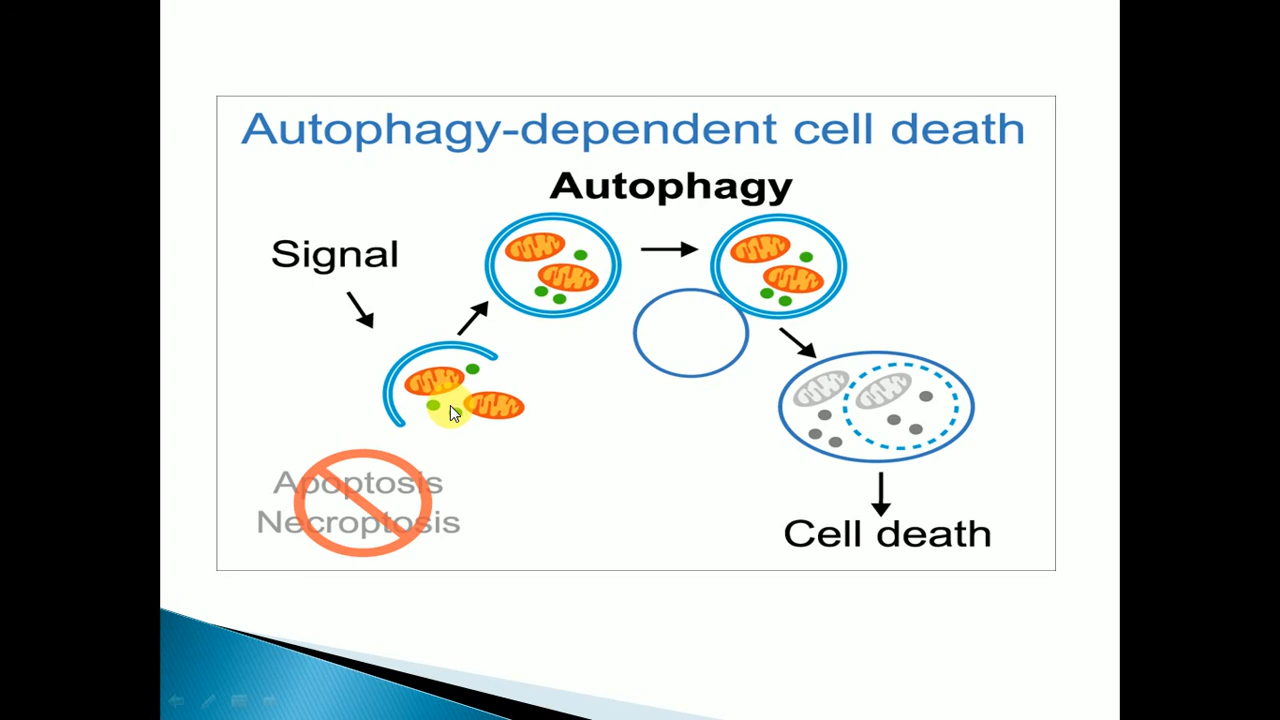 Autophagy-dependent cell death
Autophagy
Signal
Apoptosis
Necroptosis
Cell death